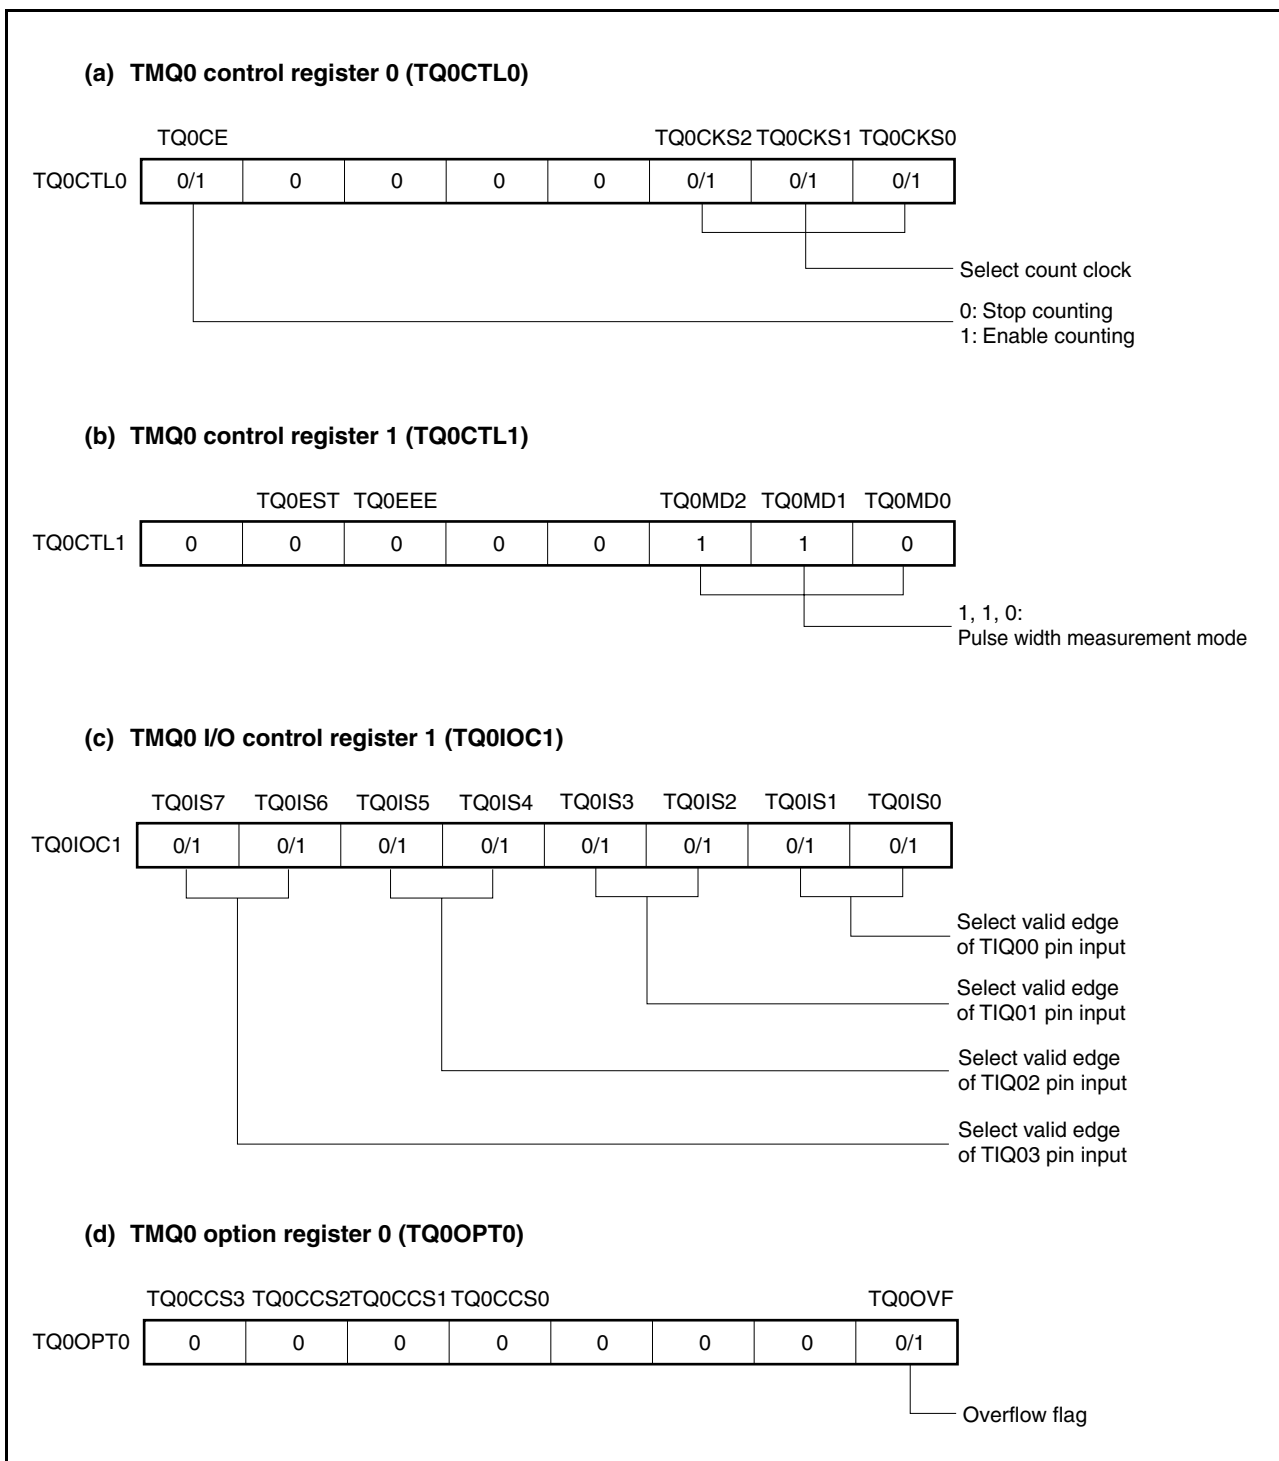 (a) TMQ0 control register 0 (TQ0CTL0)
TQ0CE TQ0CKS2 TQ0CKS1 TQ0CKS0
TQ0CTL0 0/1 0 0 0 0 0/1 0/1 0/1
Select count clock
0: Stop counting
1: Enable counting
(b) TMQ0 control register 1 (TQ0CTL1)
TQ0EST TQ0EEE TQ0MD2 TQ0MD1 TQ0MD0
TQ0CTL1 0 0 0 0 0 1 1 0
1, 1, 0:
Pulse width measurement mode
(c) TMQ0 I/O control register 1 (TQ0IOC1)
TQ0IS7 TQ0IS6 TQ0IS5 TQ0IS4 TQ0IS3 TQ0IS2 TQ0IS1 TQ0IS0
TQ0IOC1 0/1 0/1 0/1 0/1 0/1 0/1 0/1 0/1
Select valid edge
of TIQ00 pin input
Select valid edge
of TIQ01 pin input
Select valid edge
of TIQ02 pin input
Select valid edge
of TIQ03 pin input
(d) TMQ0 option register 0 (TQ0OPT0)
TQ0CCS3 TQ0CCS2 TQ0CCS1 TQ0CCS0 TQ0OVF
TQ0OPT0 0 0 0 0 0 0 0 0/1
Overflow flag